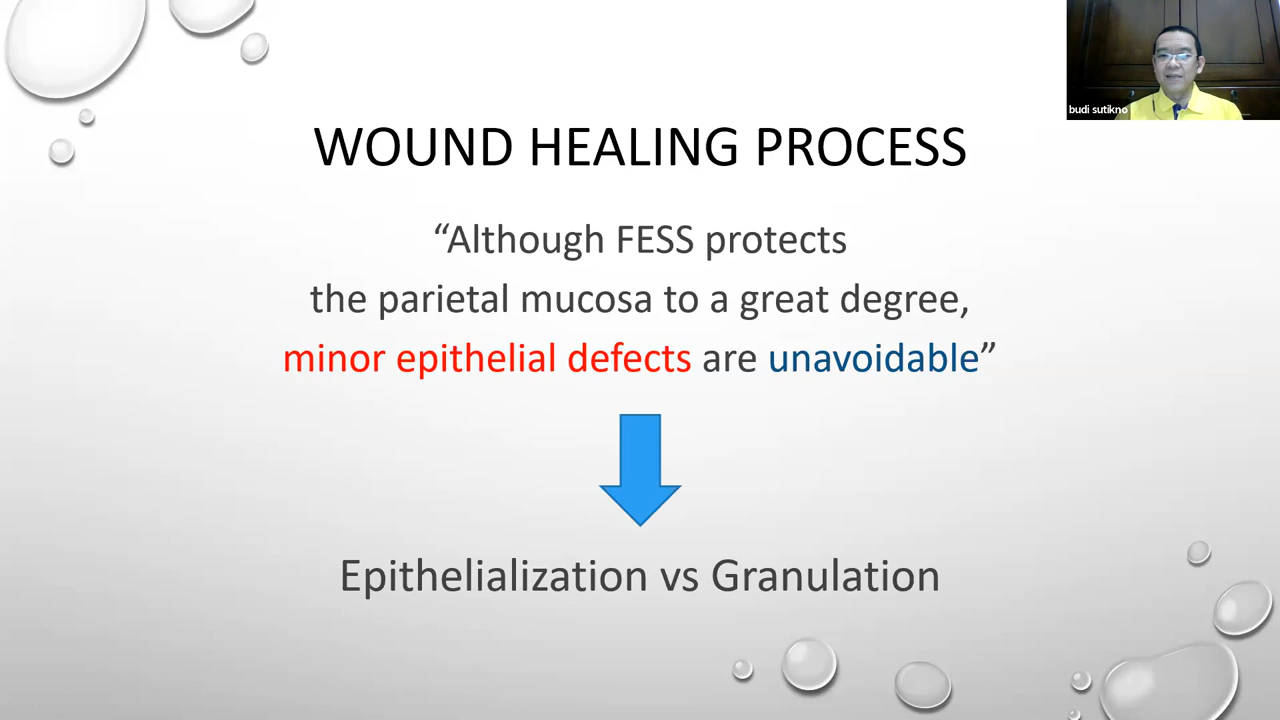 budi sutikno
WOUND HEALING PROCESS
“Although FESS protects
the parietal mucosa to a great degree,
minor epithelial defects are unavoidable”
Epithelialization vs Granulation